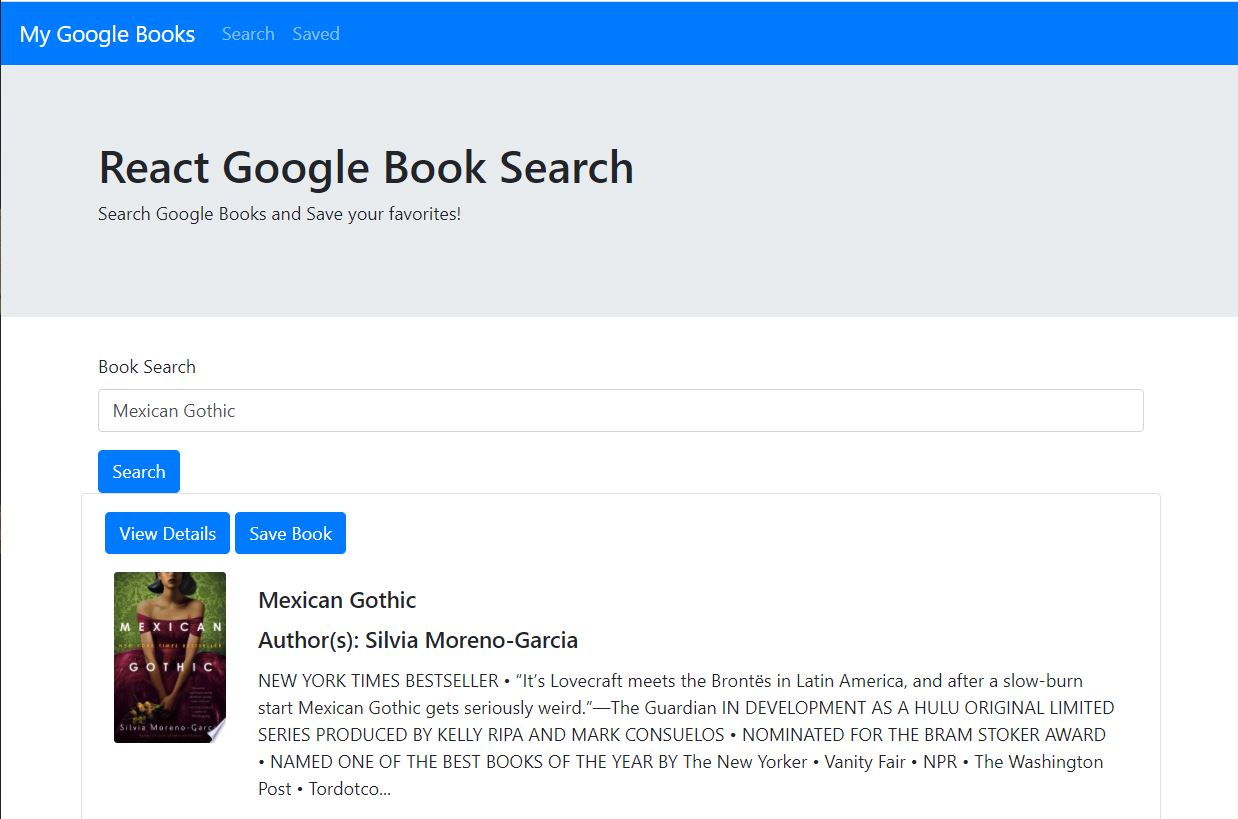 My Google Books Search Saved
React Google Book Search
Search Google Books and Save your favorites!
Book Search
Mexican Gothic
Search
View Details Save Book
MEXICAN
GOTHIC
Silvia Moreno-Garcia
Mexican Gothic
Author(s): Silvia Moreno-Garcia
NEW YORK TIMES BESTSELLER • “It’s Lovecraft meets the Brontës in Latin America, and after a slow-burn
start Mexican Gothic gets seriously weird.”—The Guardian IN DEVELOPMENT AS A HULU ORIGINAL LIMITED
SERIES PRODUCED BY KELLY RIPA AND MARK CONSUELOS • NOMINATED FOR THE BRAM STOKER AWARD
• NAMED ONE OF THE BEST BOOKS OF THE YEAR BY The New Yorker • Vanity Fair • NPR • The Washington
Post • Tordotco...